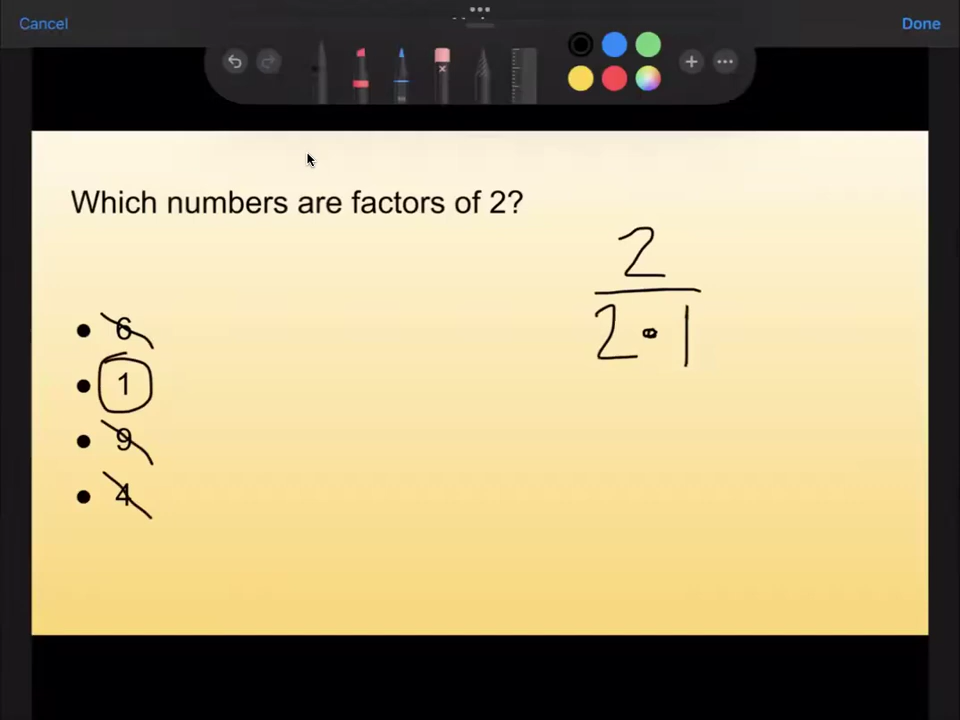 Cancel
Done
Which numbers are factors of 2?
2
2 • 1
• 6
• 1
• 9
• 4